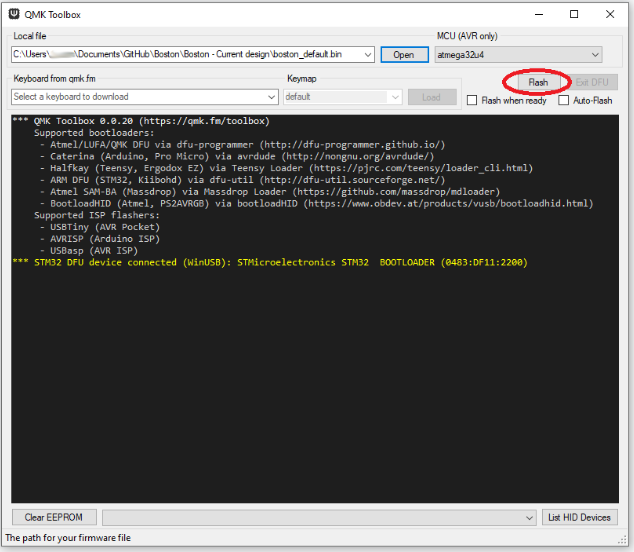 QMK Toolbox
Local file
MCU (AVR only)
C:\Users\ \Documents\GitHub\Boston\Boston - Current design\boston_default.bin
Open
atmega32u4
Keyboard from qmk.fm
Keymap
Flash
Exit DFU
Select a keyboard to download
default
Load
Flash when ready
Auto-Flash
*** QMK Toolbox 0.0.20 (https://qmk.fm/toolbox)
Supported bootloaders:
- Atmel/LUFA/QMK DFU via dfu-programmer (http://dfu-programmer.github.io/)
- Caterina (Arduino, Pro Micro) via avrdude (http://nongnu.org/avrdude/)
- Halfkay (Teensy, Ergodox EZ) via Teensy Loader (https://pjrc.com/teensy/loader_cli.html)
- ARM DFU (STM32, Kiibohd) via dfu-util (http://dfu-util.sourceforge.net/)
- Atmel SAM-BA (Massdrop) via Massdrop Loader (https://github.com/massdrop/mdloader)
- BootloadHID (Atmel, PS2AVRGB) via bootloadHID (https://www.obdev.at/products/vusb/bootloadhid.html)
Supported ISP flashers:
- USBTiny (AVR Pocket)
- AVRISP (Arduino ISP)
- USBasp (AVR ISP)
*** STM32 DFU device connected (WinUSB): STMicroelectronics STM32  BOOTLOADER (0483:DF11:2200)
Clear EEPROM
List HID Devices
The path for your firmware file